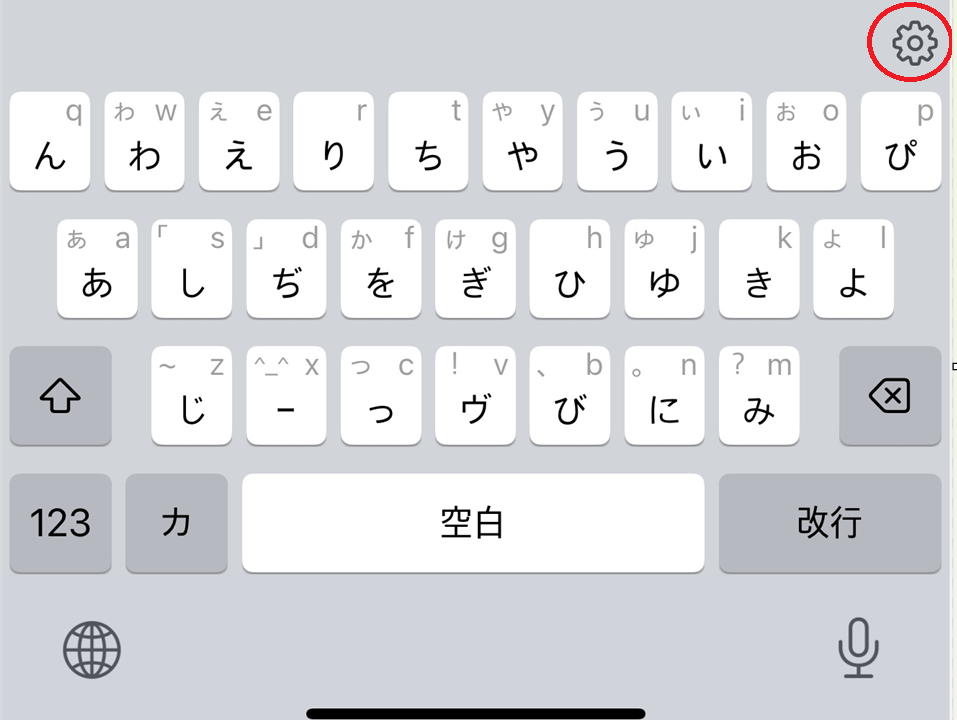 q わ w え e r t や y う u い i お o p
ん わ え り ち や う い お ぴ
あ a 「 s 」 d か f け g h ゆ j k よ l
あ し ぢ を ぎ ひ ゆ き よ
~ z ^_^ x っ c ! v 、 b 。 n ? m
じ ー っ ヴ び に み
123 カ 空白 改行